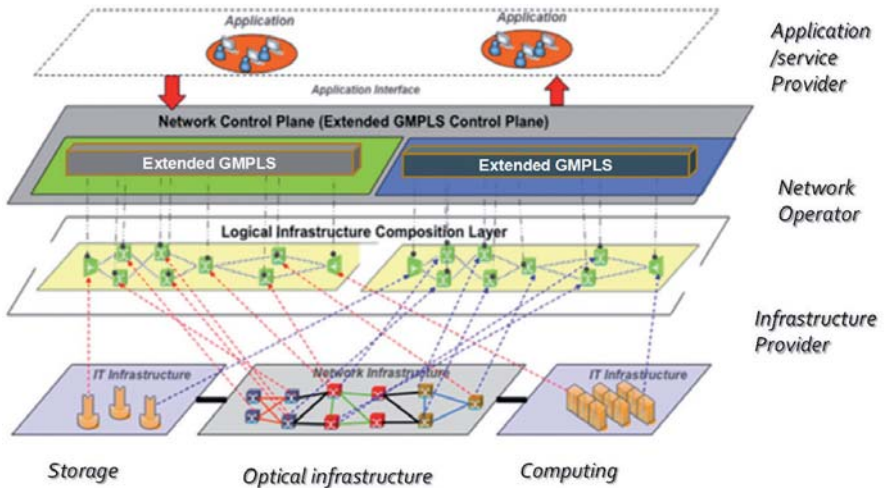 Application
Application
Application
/service
Provider
Application Interface
Network Control Plane (Extended GMPLS Control Plane)
Extended GMPLS
Extended GMPLS
Network
Operator
Logical Infrastructure Composition Layer
Infrastructure
Provider
IT Infrastructure
Network Infrastructure
IT Infrastructure
Storage
Optical infrastructure
Computing